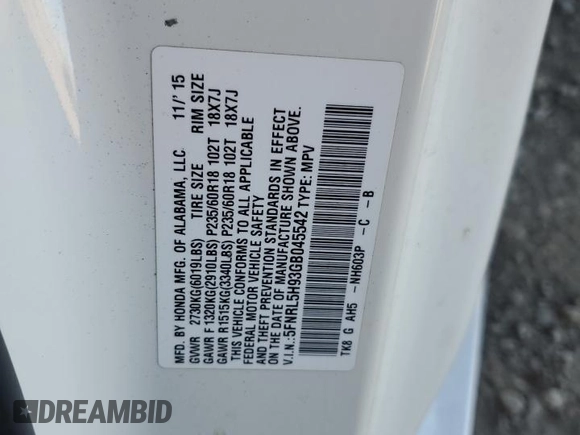 MFD. BY HONDA MFG. OF ALABAMA, LLC. 11/' 15
GVWR 2730KG(6019LBS) TIRE SIZE RIM SIZE
GAWR F 1320KG(2910LBS) P235/60R18 102T 18X7J
GAWR R1515KG(3340LBS) P235/60R18 102T 18X7J
THIS VEHICLE CONFORMS TO ALL APPLICABLE
FEDERAL MOTOR VEHICLE SAFETY
AND THEFT PREVENTION STANDARDS IN EFFECT
ON THE DATE OF MANUFACTURE SHOWN ABOVE.
V.I.N.:5FNRL5H93GB045542 MPV
TK8 G AH5 -NH603P -C -B
DREAMBID